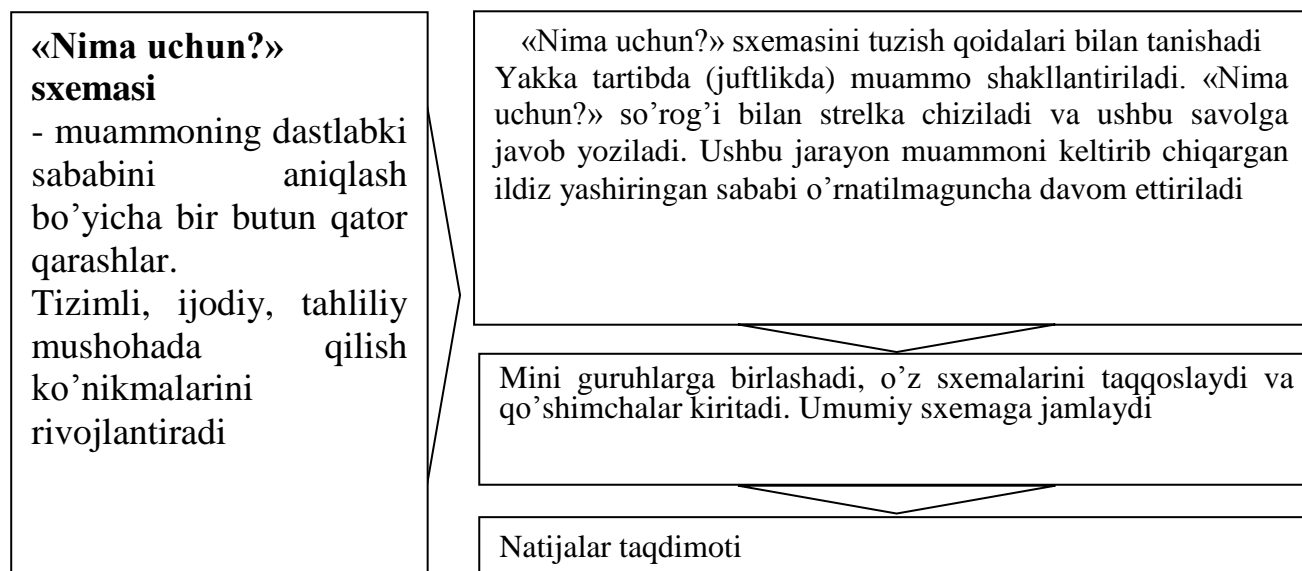 «Nima uchun?»
sxemasi
- muammoning dastlabki
sababini aniqlash
bo’yicha bir butun qator
qarashlar.
Tizimli, ijodiy, tahliliy
mushohada qilish
ko’nikmalarini
rivojlantiradi
«Nima uchun?» sxemasini tuzish qoidalari bilan tanishadi
Yakka tartibda (juftlikda) muammo shakllantiriladi. «Nima
uchun?» so’rog’i bilan strelka chiziladi va ushbu savolga
javob yoziladi. Ushbu jarayon muammoni keltirib chiqargan
ildiz yashiringan sababi o’rnatilmaguncha davom ettiriladi
Mini guruhlarga birlashadi, o’z sxemalarini taqqoslaydi va
qo’shimchalar kiritadi. Umumiy sxemaga jamlaydi
Natijalar taqdimoti